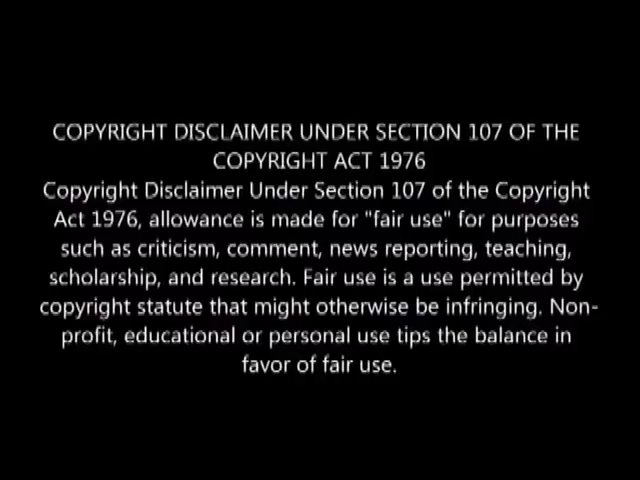 COPYRIGHT DISCLAIMER UNDER SECTION 107 OF THE
COPYRIGHT ACT 1976
Copyright Disclaimer Under Section 107 of the Copyright
Act 1976, allowance is made for "fair use" for purposes
such as criticism, comment, news reporting, teaching,
scholarship, and research. Fair use is a use permitted by
copyright statute that might otherwise be infringing. Non-
profit, educational or personal use tips the balance in
favor of fair use.